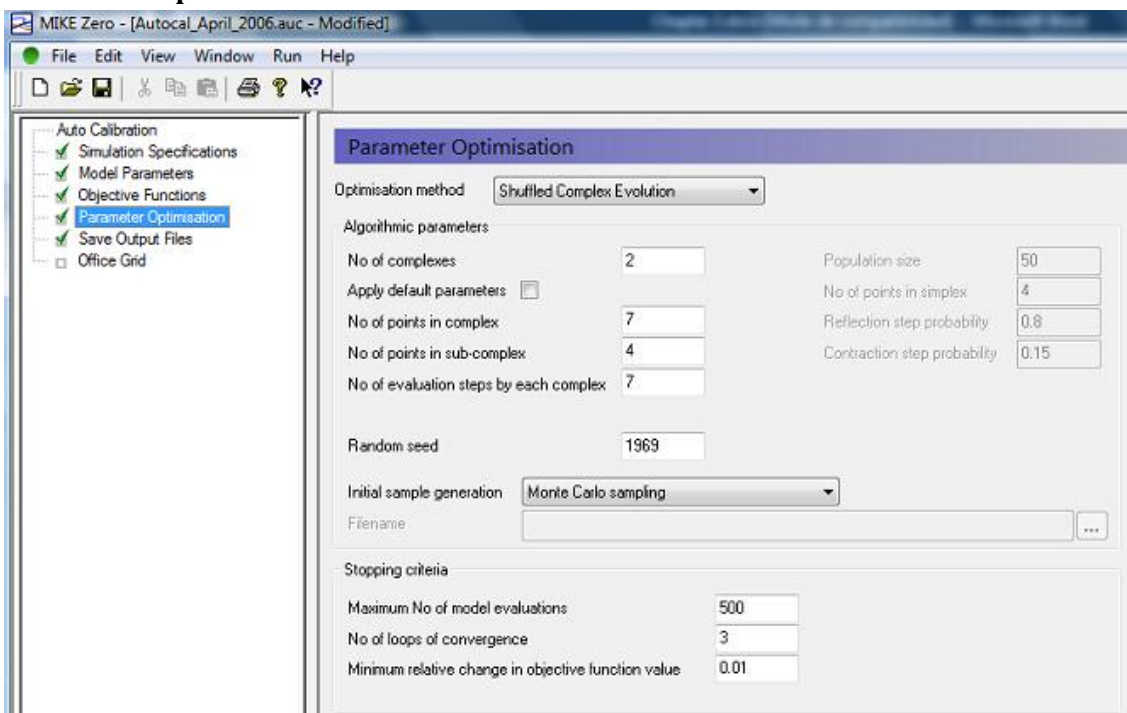 MIKE Zero - [Autocal_April_2006.auc - Modified]
File Edit View Window Run Help
Auto Calibration
Simulation Specifications
Model Parameters
Objective Functions
Parameter Optimisation
Save Output Files
Office Grid
Parameter Optimisation
Optimisation method Shuffled Complex Evolution
Algorithmic parameters
No of complexes 2 Population size 50
Apply default parameters No of points in simplex 4
No of points in complex 7 Reflection step probability 0.8
No of points in sub-complex 4 Contraction step probability 0.15
No of evaluation steps by each complex 7
Random seed 1969
Initial sample generation Monte Carlo sampling
Filename ...
Stopping criteria
Maximum No of model evaluations 500
No of loops of convergence 3
Minimum relative change in objective function value 0.01